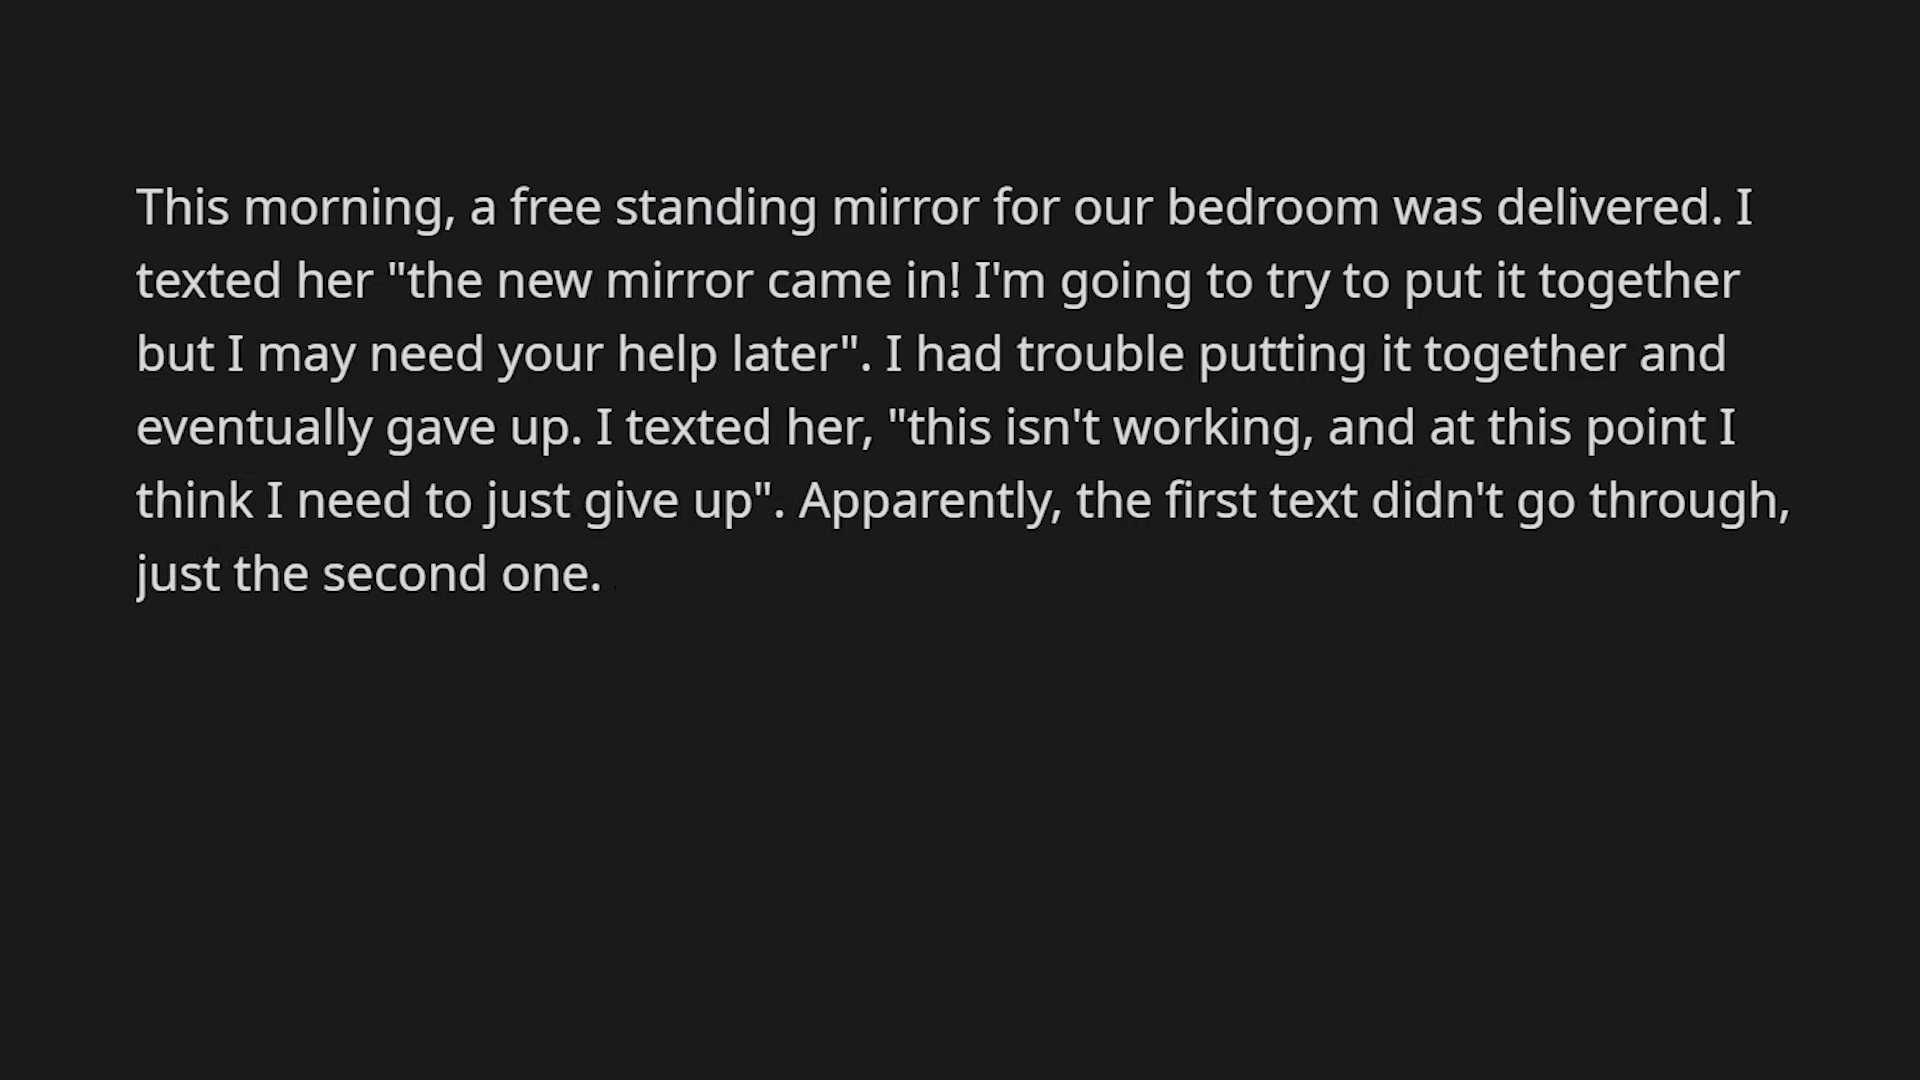 This morning, a free standing mirror for our bedroom was delivered. I
texted her "the new mirror came in! I'm going to try to put it together
but I may need your help later". I had trouble putting it together and
eventually gave up. I texted her, "this isn't working, and at this point I
think I need to just give up". Apparently, the first text didn't go through,
just the second one.